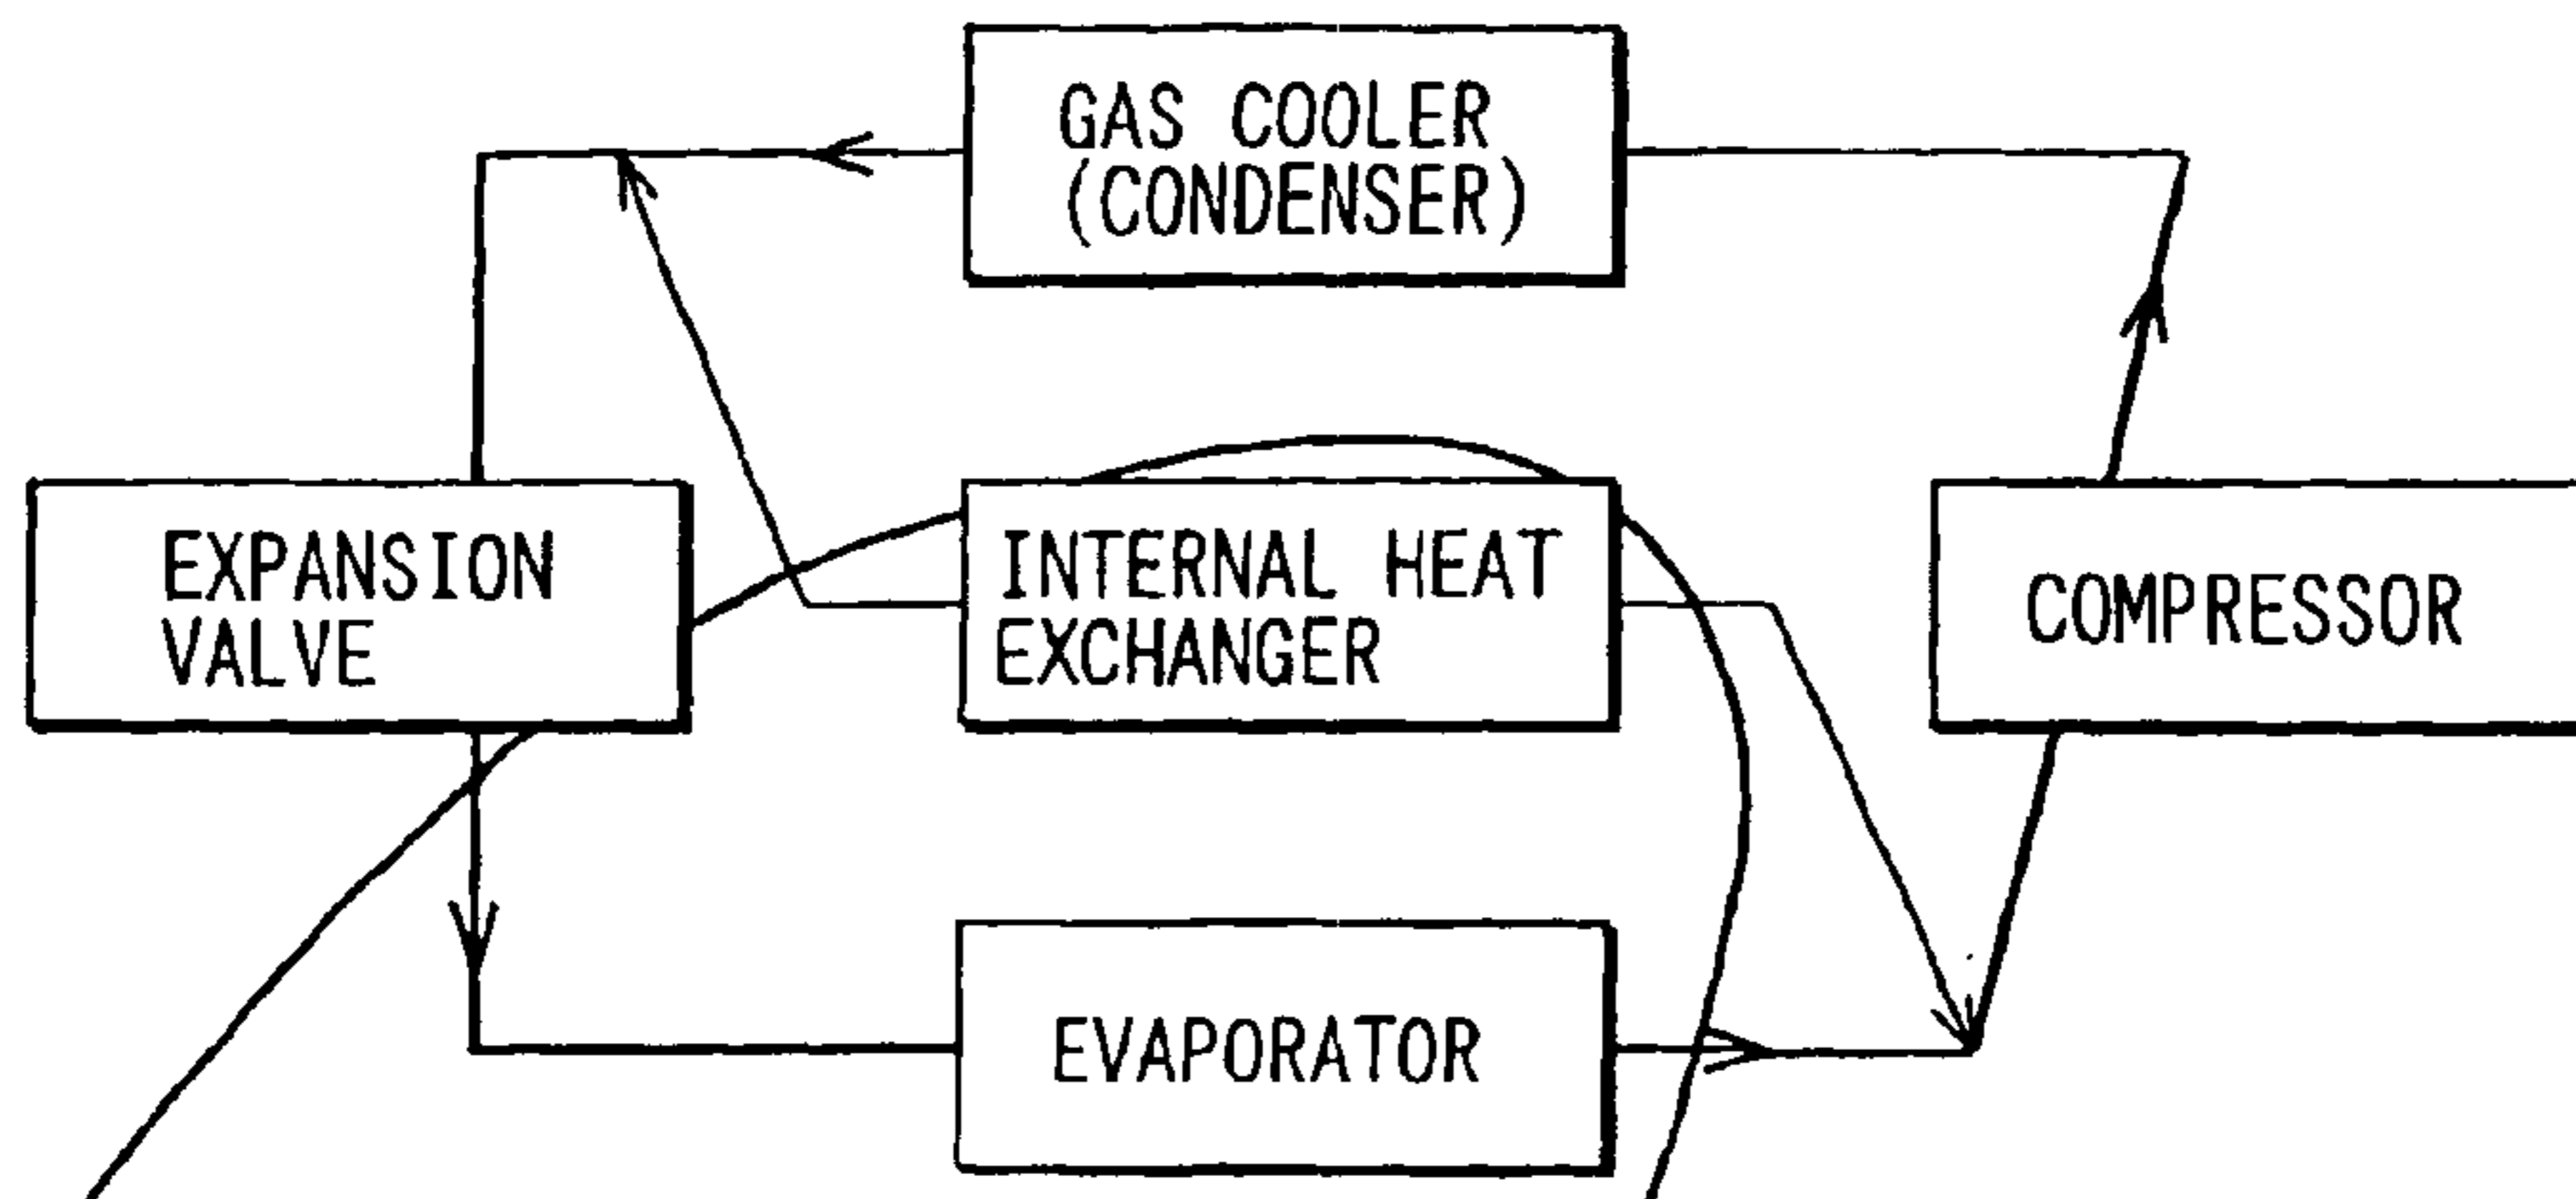 GAS COOLER
(CONDENSER)
EXPANSION
VALVE
INTERNAL HEAT
EXCHANGER
COMPRESSOR
EVAPORATOR